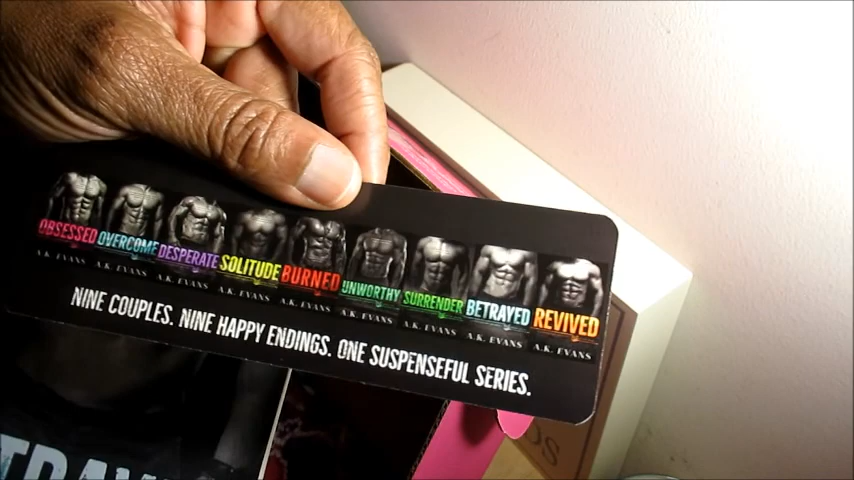 OBSESSED OVERCOME DESPERATE SOLITUDE BURNED UNWORTHY SURRENDER BETRAYED REVIVED
A.K. EVANS A.K. EVANS A.K. EVANS A.K. EVANS A.K. EVANS A.K. EVANS A.K. EVANS A.K. EVANS A.K. EVANS
NINE COUPLES. NINE HAPPY ENDINGS. ONE SUSPENSEFUL SERIES.